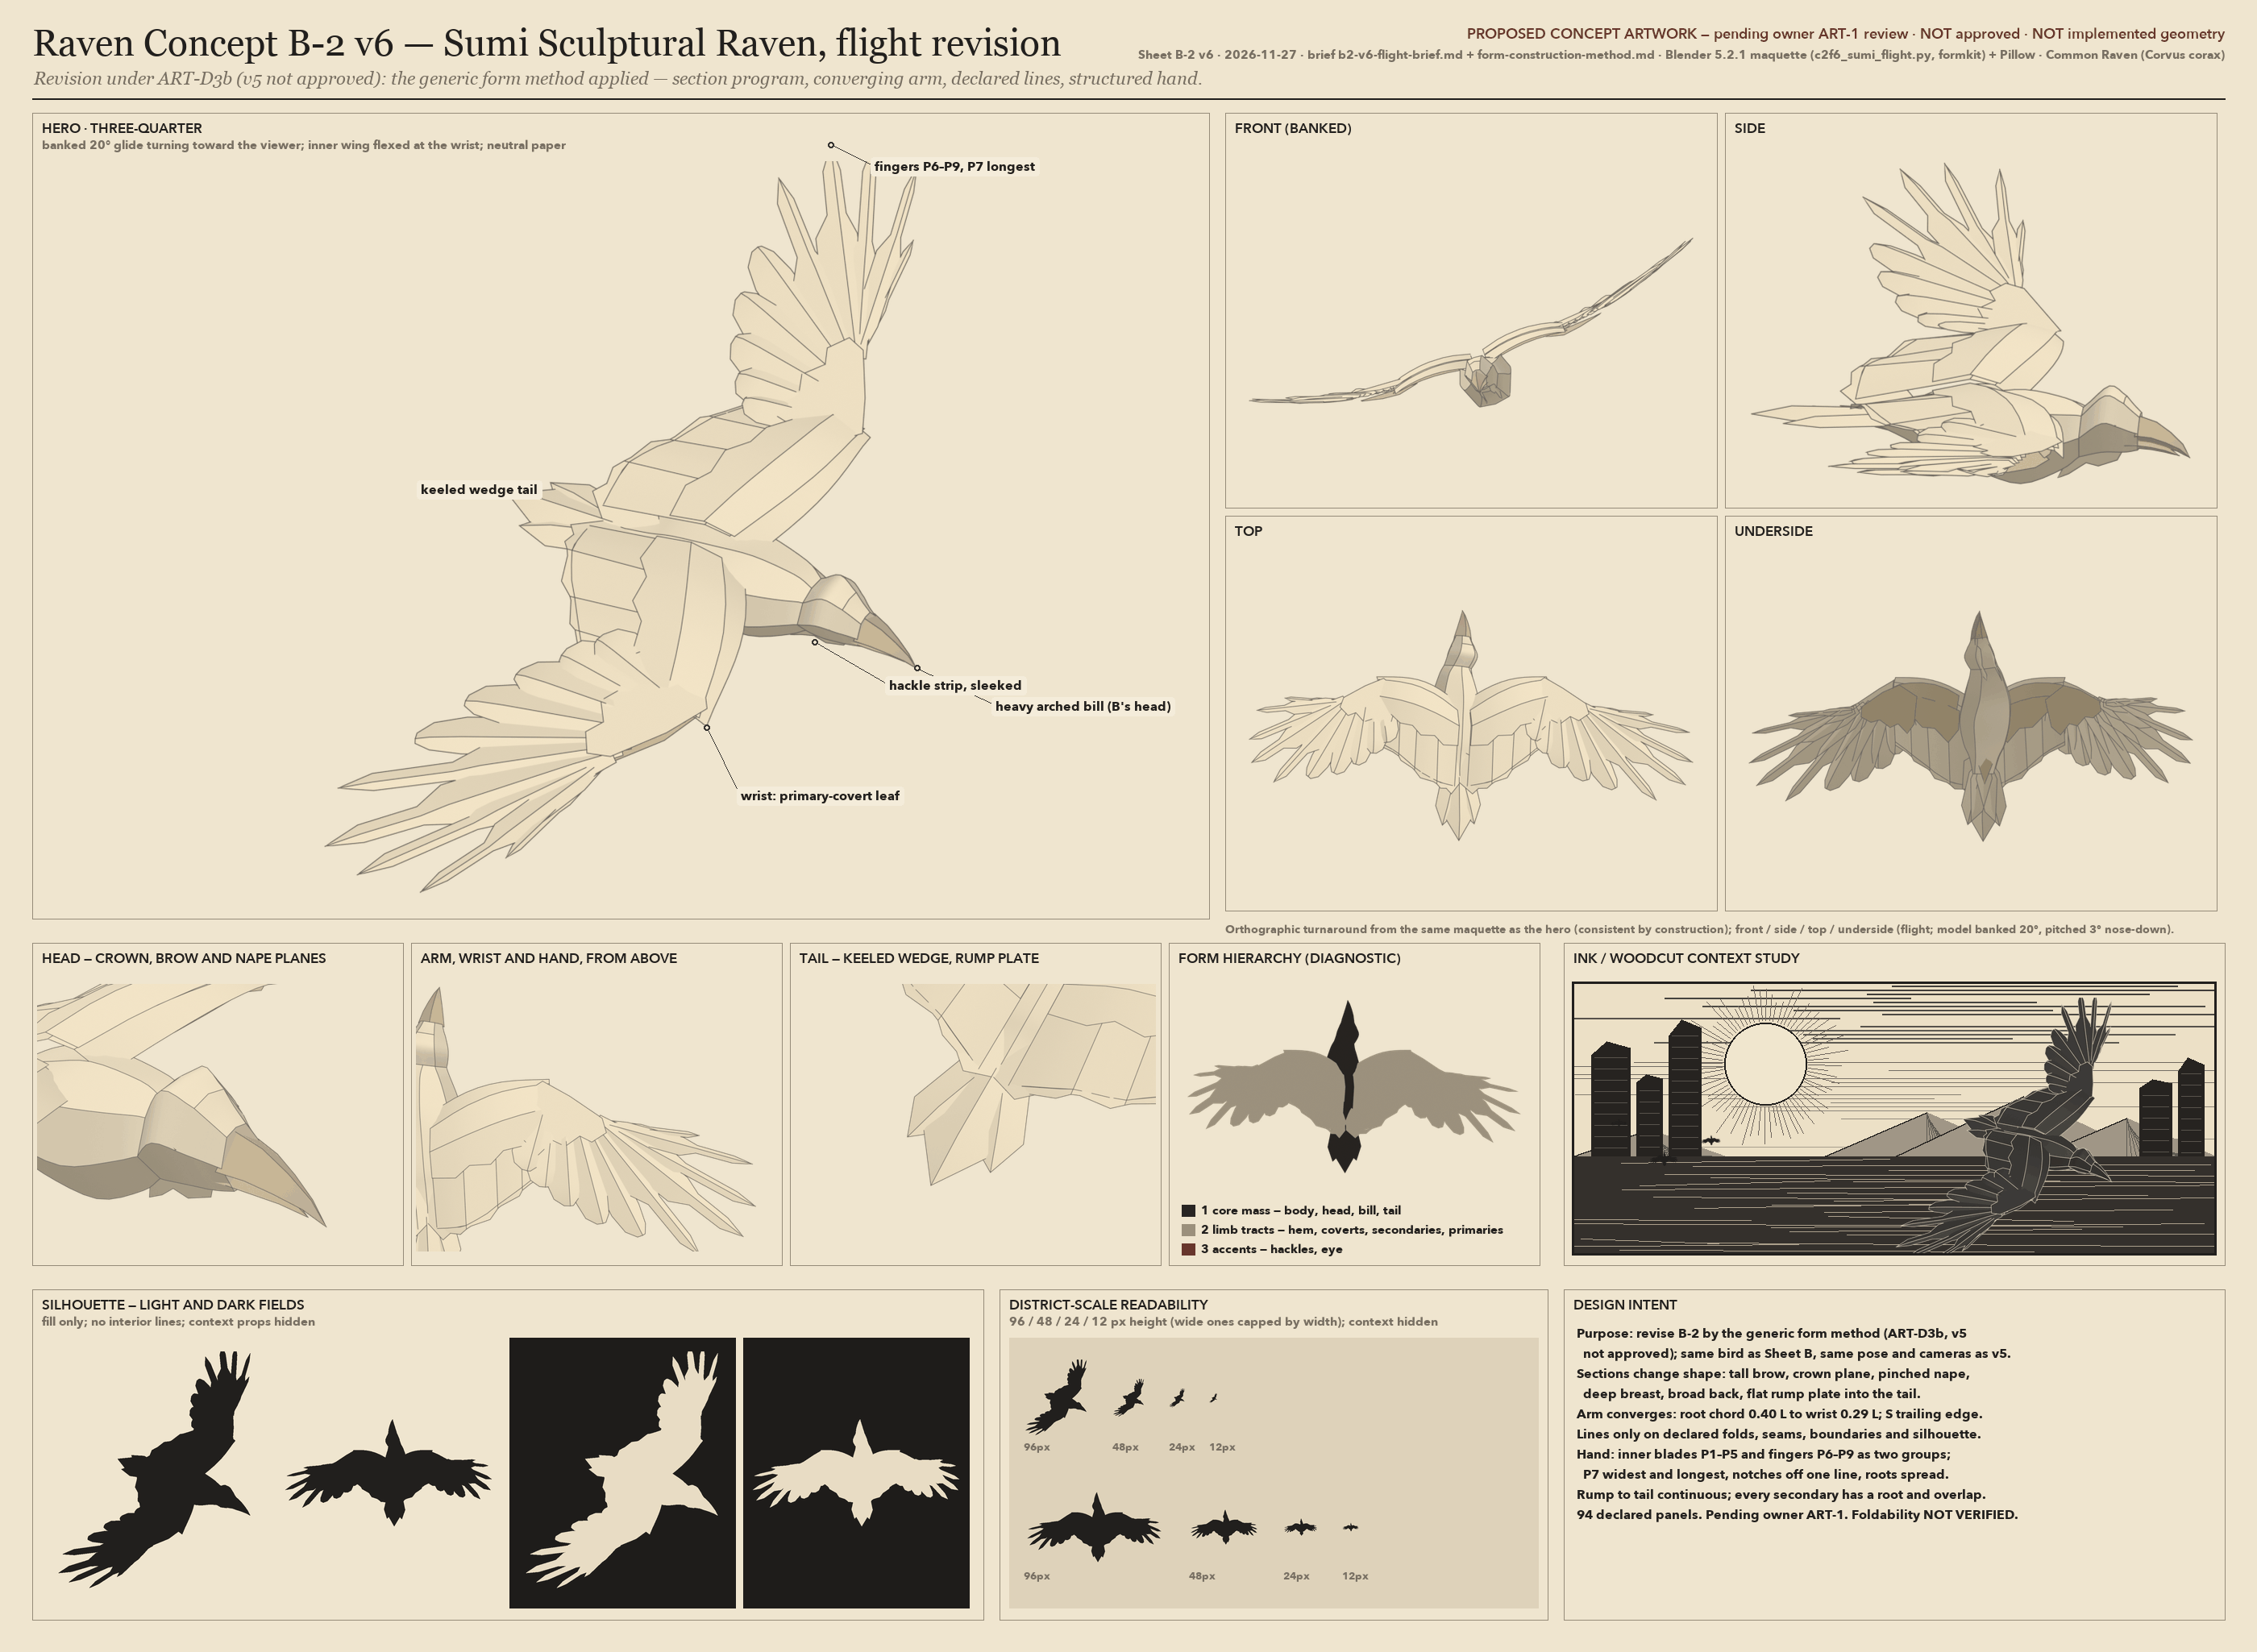 Raven Concept B-2 v6 — Sumi Sculptural Raven, flight revision
PROPOSED CONCEPT ARTWORK — pending owner ART-1 review · NOT approved · NOT implemented geometry
Sheet B-2 v6 · 2026-11-27 · brief b2-v6-flight-brief.md + form-construction-method.md · Blender 5.2.1 maquette (c2f6_sumi_flight.py, formkit) + Pillow · Common Raven (Corvus corax)
Revision under ART-D3b (v5 not approved): the generic form method applied — section program, converging arm, declared lines, structured hand.
HERO · THREE-QUARTER
banked 20° glide turning toward the viewer; inner wing flexed at the wrist; neutral paper
fingers P6–P9, P7 longest
keeled wedge tail
hackle strip, sleeked
heavy arched bill (B's head)
wrist: primary-covert leaf
FRONT (BANKED)
SIDE
TOP
UNDERSIDE
Orthographic turnaround from the same maquette as the hero (consistent by construction); front / side / top / underside (flight; model banked 20°, pitched 3° nose-down).
HEAD — CROWN, BROW AND NAPE PLANES
ARM, WRIST AND HAND, FROM ABOVE
TAIL — KEELED WEDGE, RUMP PLATE
FORM HIERARCHY (DIAGNOSTIC)
1 core mass — body, head, bill, tail
2 limb tracts — hem, coverts, secondaries, primaries
3 accents — hackles, eye
INK / WOODCUT CONTEXT STUDY
SILHOUETTE — LIGHT AND DARK FIELDS
fill only; no interior lines; context props hidden
DISTRICT-SCALE READABILITY
96 / 48 / 24 / 12 px height (wide ones capped by width); context hidden
96px 48px 24px 12px
96px 48px 24px 12px
DESIGN INTENT
Purpose: revise B-2 by the generic form method (ART-D3b, v5
not approved); same bird as Sheet B, same pose and cameras as v5.
Sections change shape: tall brow, crown plane, pinched nape,
deep breast, broad back, flat rump plate into the tail.
Arm converges: root chord 0.40 L to wrist 0.29 L; S trailing edge.
Lines only on declared folds, seams, boundaries and silhouette.
Hand: inner blades P1–P5 and fingers P6–P9 as two groups;
P7 widest and longest, notches off one line, roots spread.
Rump to tail continuous; every secondary has a root and overlap.
94 declared panels. Pending owner ART-1. Foldability NOT VERIFIED.